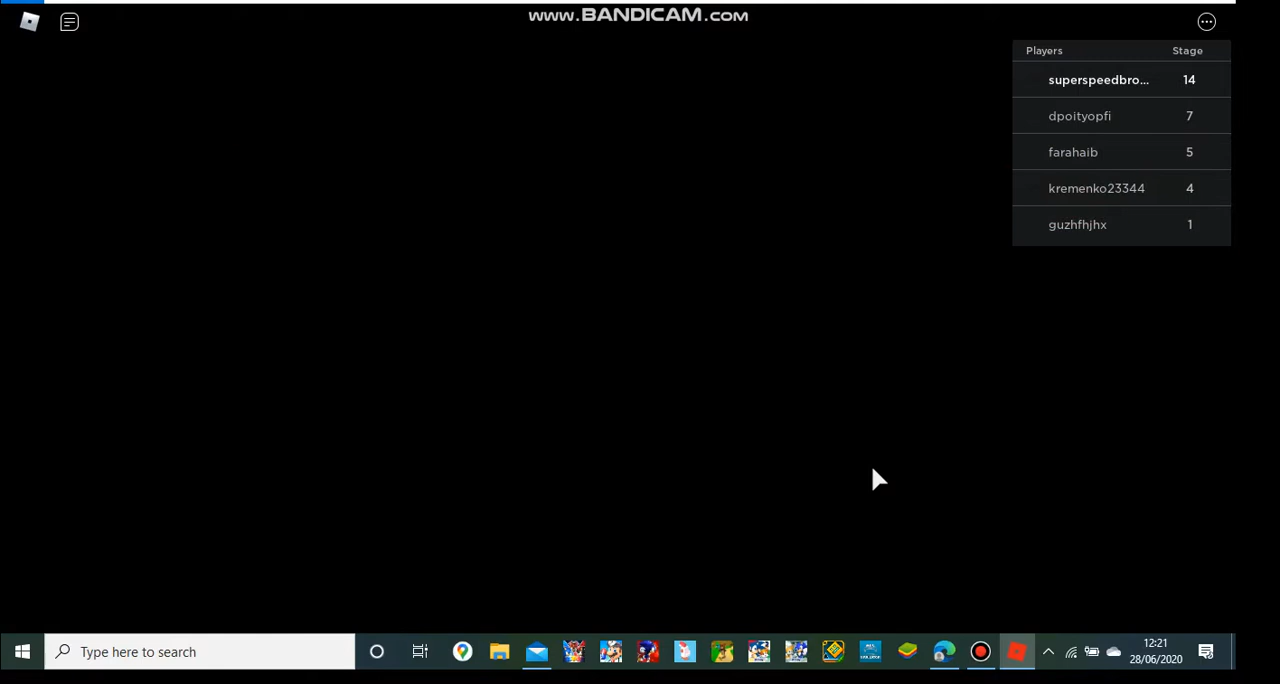 www.BANDICAM.com
Players Stage
superspeedbro... 14
dpoityopfi 7
farahaib 5
kremenko23344 4
guzhfhjhx 1
Type here to search
12:21
28/06/2020